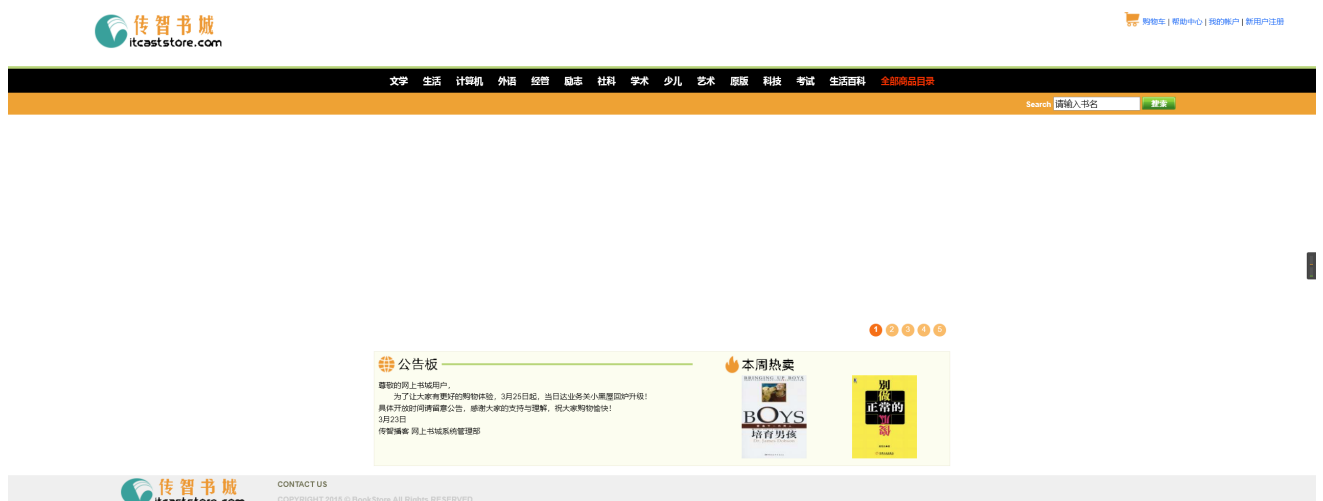 传智书城
itcaststore.com
购物车 | 帮助中心 | 我的帐户 | 新用户注册
文学 生活 计算机 外语 经管 励志 社科 学术 少儿 艺术 原版 科技 考试 生活百科 全部商品目录
Search 请输入书名 搜索
1 2 3 4 5
公告板
尊敬的网上书城用户，
为了让大家有更好的购物体验，3月25日起，当日达业务关小黑屋回炉升级！
具体开放时间请留意公告，感谢大家的支持与理解，祝大家购物愉快！
3月23日
传智播客 网上书城系统管理部
本周热卖
BRINGING UP BOYS
BOYS
培育男孩
别
做
正常的
傻
瓜
传智书城
itcaststore.com
CONTACT US
COPYRIGHT 2015 © BookStore All Rights RESERVED